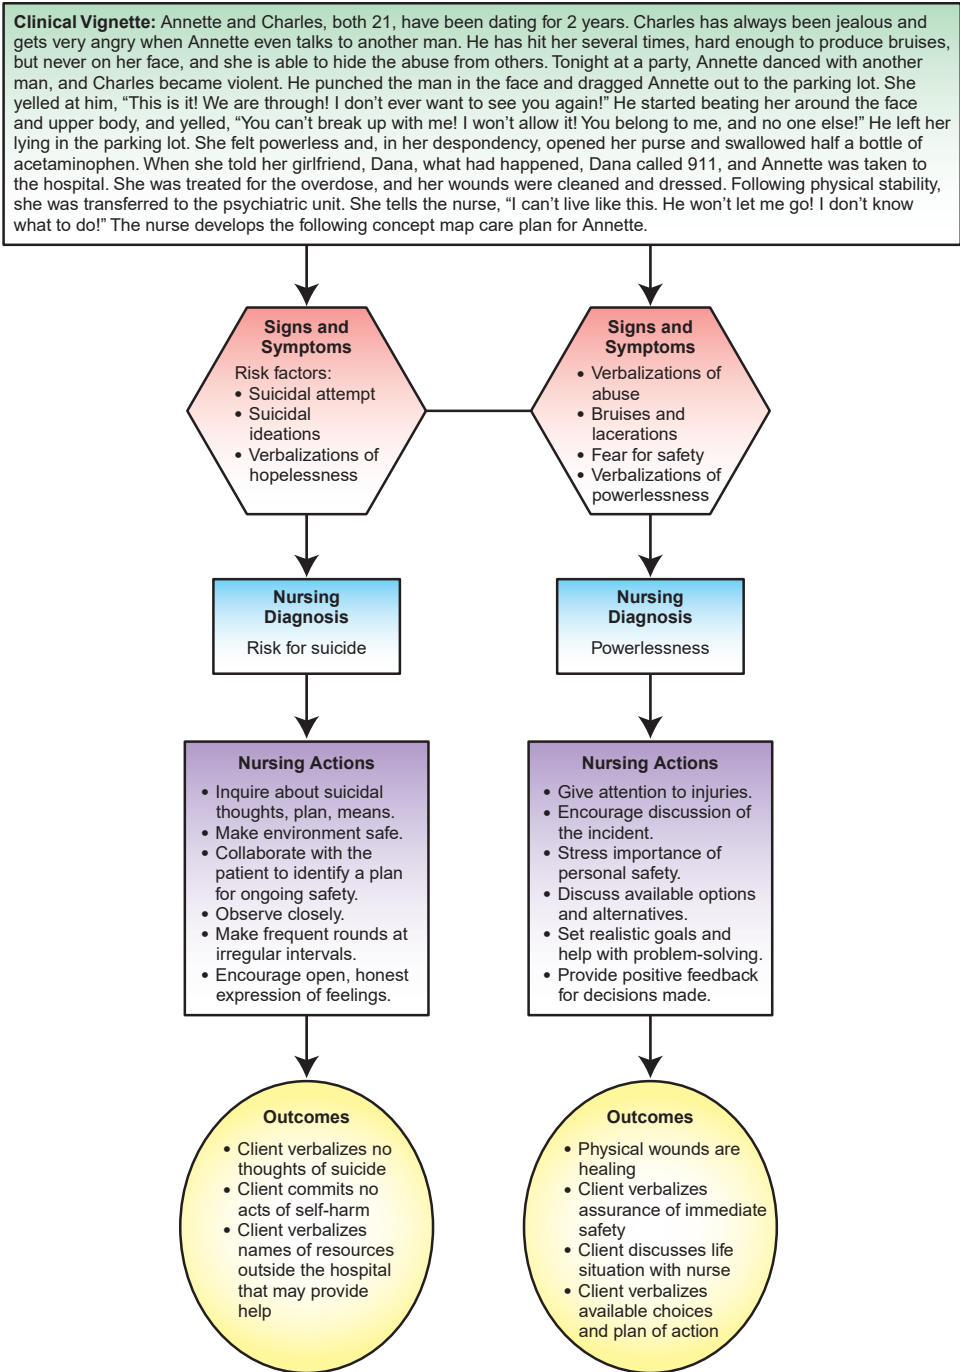 Clinical Vignette: Annette and Charles, both 21, have been dating for 2 years. Charles has always been jealous and
gets very angry when Annette even talks to another man. He has hit her several times, hard enough to produce bruises,
but never on her face, and she is able to hide the abuse from others. Tonight at a party, Annette danced with another
man, and Charles became violent. He punched the man in the face and dragged Annette out to the parking lot. She
yelled at him, “This is it! We are through! I don’t ever want to see you again!” He started beating her around the face
and upper body, and yelled, “You can’t break up with me! I won’t allow it! You belong to me, and no one else!” He left her
lying in the parking lot. She felt powerless and, in her despondency, opened her purse and swallowed half a bottle of
acetaminophen. When she told her girlfriend, Dana, what had happened, Dana called 911, and Annette was taken to
the hospital. She was treated for the overdose, and her wounds were cleaned and dressed. Following physical stability,
she was transferred to the psychiatric unit. She tells the nurse, “I can’t live like this. He won’t let me go! I don’t know
what to do!” The nurse develops the following concept map care plan for Annette.
Signs and
Symptoms
Risk factors:
• Suicidal attempt
• Suicidal
ideations
• Verbalizations of
hopelessness
Signs and
Symptoms
• Verbalizations of
abuse
• Bruises and
lacerations
• Fear for safety
• Verbalizations of
powerlessness
Nursing
Diagnosis
Risk for suicide
Nursing
Diagnosis
Powerlessness
Nursing Actions
• Inquire about suicidal
thoughts, plan, means.
• Make environment safe.
• Collaborate with the
patient to identify a plan
for ongoing safety.
• Observe closely.
• Make frequent rounds at
irregular intervals.
• Encourage open, honest
expression of feelings.
Nursing Actions
• Give attention to injuries.
• Encourage discussion of
the incident.
• Stress importance of
personal safety.
• Discuss available options
and alternatives.
• Set realistic goals and
help with problem-solving.
• Provide positive feedback
for decisions made.
Outcomes
• Client verbalizes no
thoughts of suicide
• Client commits no
acts of self-harm
• Client verbalizes
names of resources
outside the hospital
that may provide
help
Outcomes
• Physical wounds are
healing
• Client verbalizes
assurance of immediate
safety
• Client discusses life
situation with nurse
• Client verbalizes
available choices
and plan of action